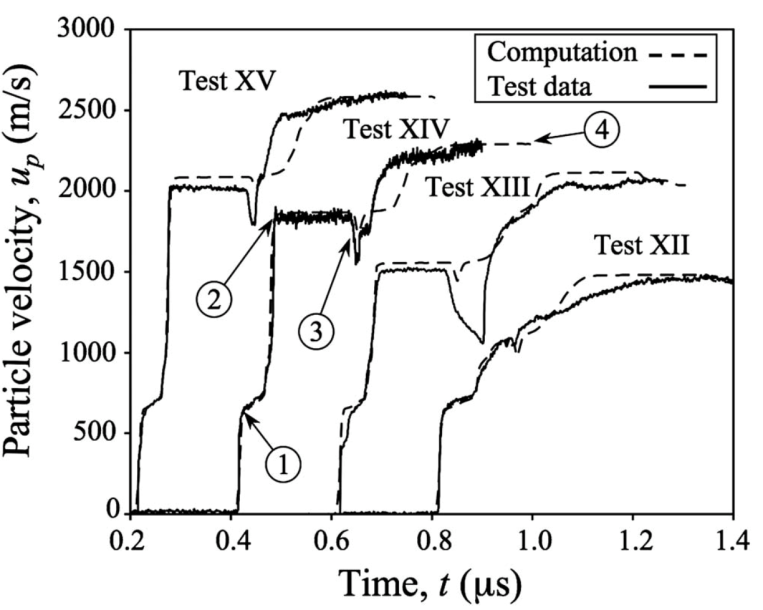 3000
2500
2000
1500
1000
500
0
Particle velocity, u_p (m/s)
Computation
Test data
Test XV
Test XIV
4
Test XIII
Test XII
2
3
1
0.2 0.4 0.6 0.8 1.0 1.2 1.4
Time, t (μs)